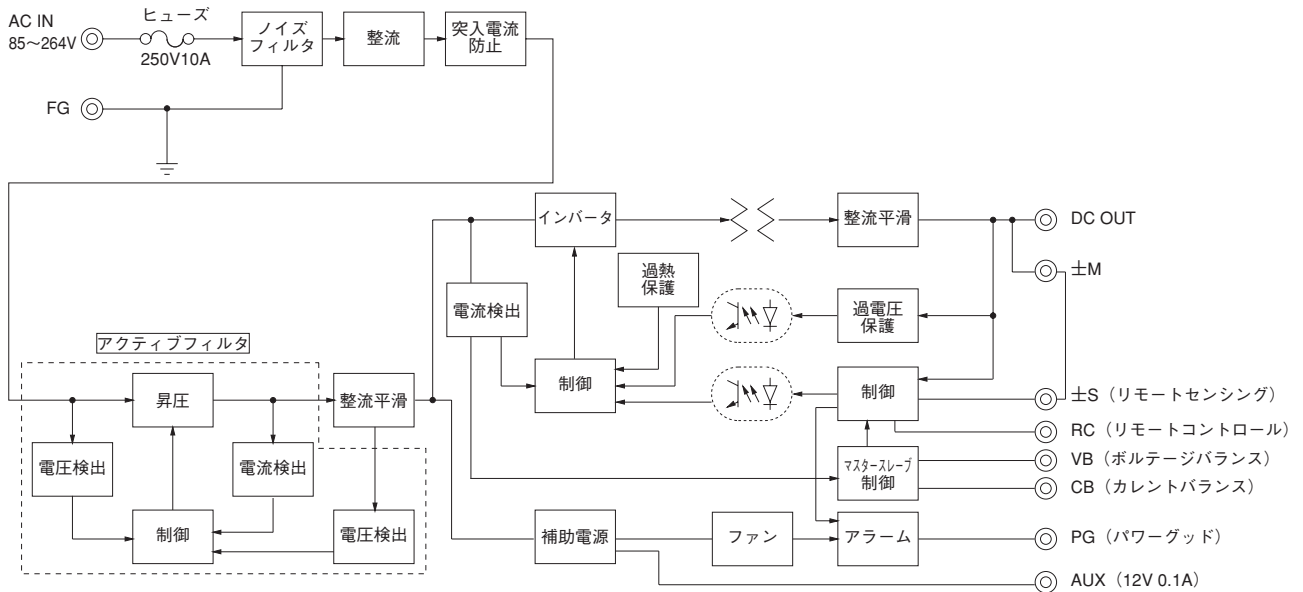 AC IN
85～264V
ヒューズ
250V10A
ノイズ
フィルタ
整流
突入電流
防止
FG
インバータ
整流平滑
DC OUT
±M
過熱
保護
電流検出
過電圧
保護
アクティブフィルタ
制御
昇圧
整流平滑
制御
±S（リモートセンシング）
RC（リモートコントロール）
電圧検出
電流検出
マスタースレーブ
制御
VB（ボルテージバランス）
CB（カレントバランス）
制御
電圧検出
補助電源
ファン
アラーム
PG（パワーグッド）
AUX（12V 0.1A）